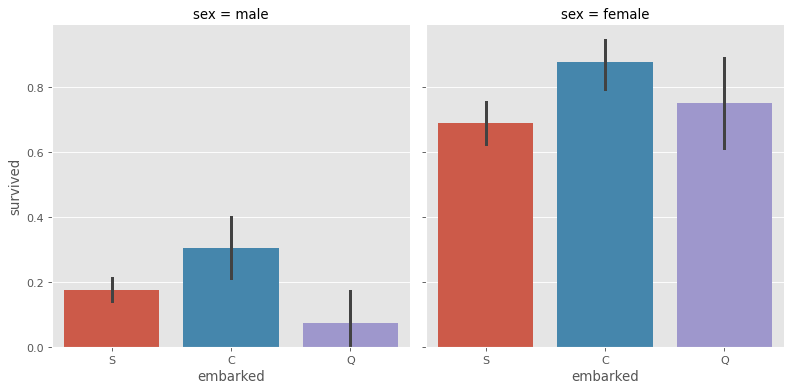 sex = male
sex = female
survived
0.8
0.6
0.4
0.2
0.0
S C Q
S C Q
embarked
embarked